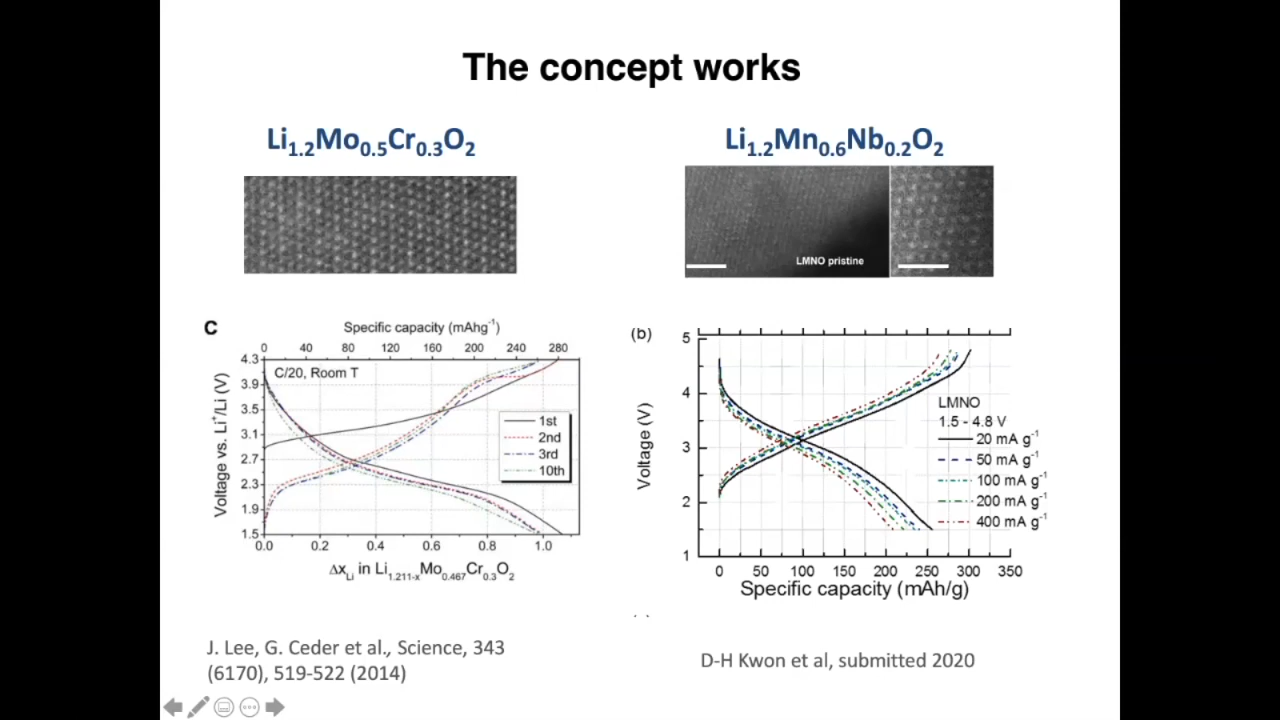 The concept works
Li1.2Mo0.5Cr0.3O2
Li1.2Mn0.6Nb0.2O2
LMNO pristine
C
Specific capacity (mAhg-1)
0 40 80 120 160 200 240 280
4.3
3.9
3.5
3.1
2.7
2.3
1.9
1.5
Voltage vs. Li+/Li (V)
C/20, Room T
1st
2nd
3rd
10th
0.0 0.2 0.4 0.6 0.8 1.0
ΔxLi in Li1.211-xMo0.467Cr0.3O2
(b)
5
4
3
2
1
Voltage (V)
LMNO
1.5 - 4.8 V
20 mA g-1
50 mA g-1
100 mA g-1
200 mA g-1
400 mA g-1
0 50 100 150 200 250 300 350
Specific capacity (mAh/g)
J. Lee, G. Ceder et al., Science, 343
(6170), 519-522 (2014)
D-H Kwon et al, submitted 2020